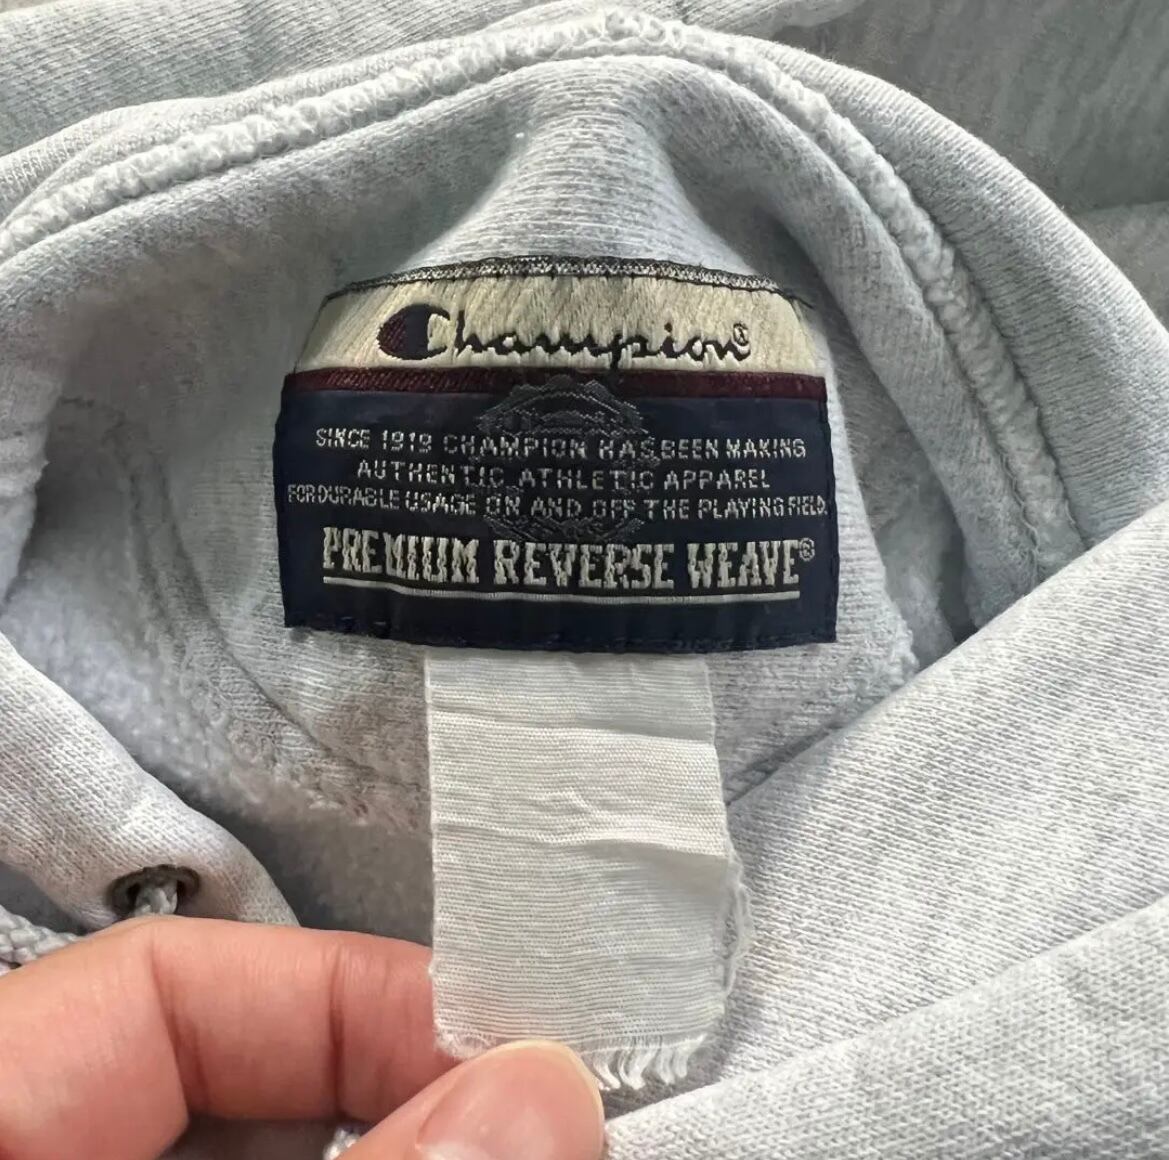 Champion®
SINCE 1919 CHAMPION HAS BEEN MAKING
AUTHENTIC ATHLETIC APPAREL
FOR DURABLE USAGE ON AND OFF THE PLAYING FIELD.
PREMIUM REVERSE WEAVE®